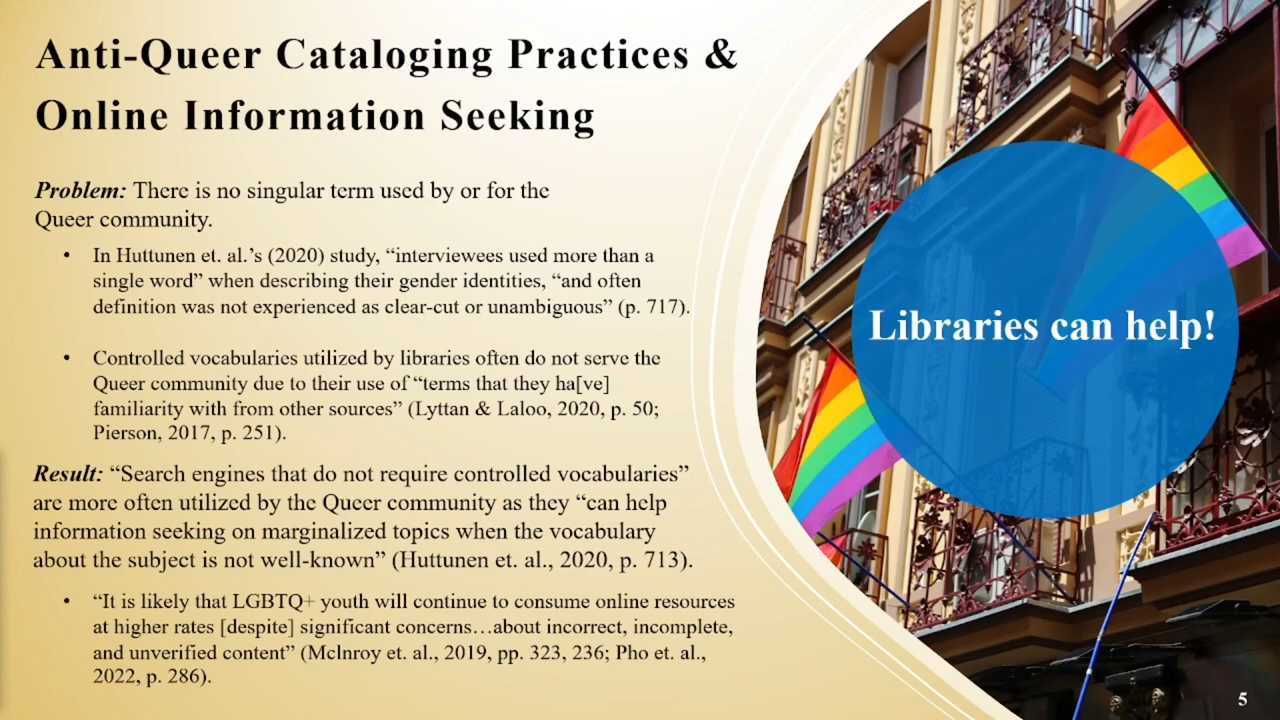 Anti-Queer Cataloging Practices &
Online Information Seeking
Problem: There is no singular term used by or for the
Queer community.
• In Huttunen et. al.’s (2020) study, “interviewees used more than a
single word” when describing their gender identities, “and often
definition was not experienced as clear-cut or unambiguous” (p. 717).
• Controlled vocabularies utilized by libraries often do not serve the
Queer community due to their use of “terms that they ha[ve]
familiarity with from other sources” (Lyttan & Laloo, 2020, p. 50;
Pierson, 2017, p. 251).
Result: “Search engines that do not require controlled vocabularies”
are more often utilized by the Queer community as they “can help
information seeking on marginalized topics when the vocabulary
about the subject is not well-known” (Huttunen et. al., 2020, p. 713).
• “It is likely that LGBTQ+ youth will continue to consume online resources
at higher rates [despite] significant concerns…about incorrect, incomplete,
and unverified content” (McInroy et. al., 2019, pp. 323, 236; Pho et. al.,
2022, p. 286).
Libraries can help!
5